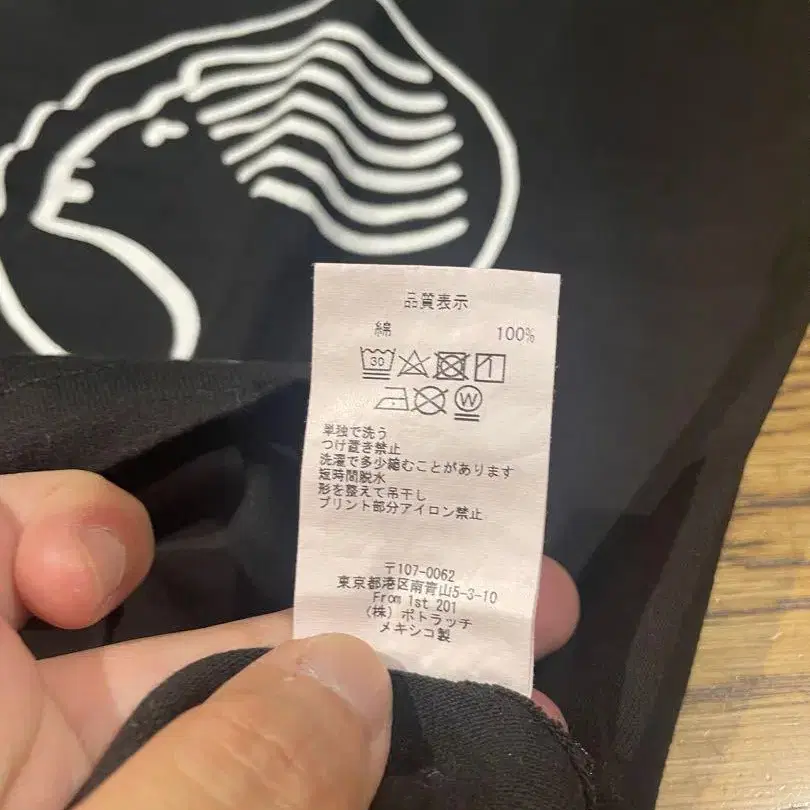 品質表示
綿 100%
30
W
単独で洗う
つけ置き禁止
洗濯で多少縮むことがあります
短時間脱水
形を整えて吊干し
プリント部分アイロン禁止
〒107-0062
東京都港区南青山5-3-10
From 1st 201
(株) ポトラッチ
メキシコ製